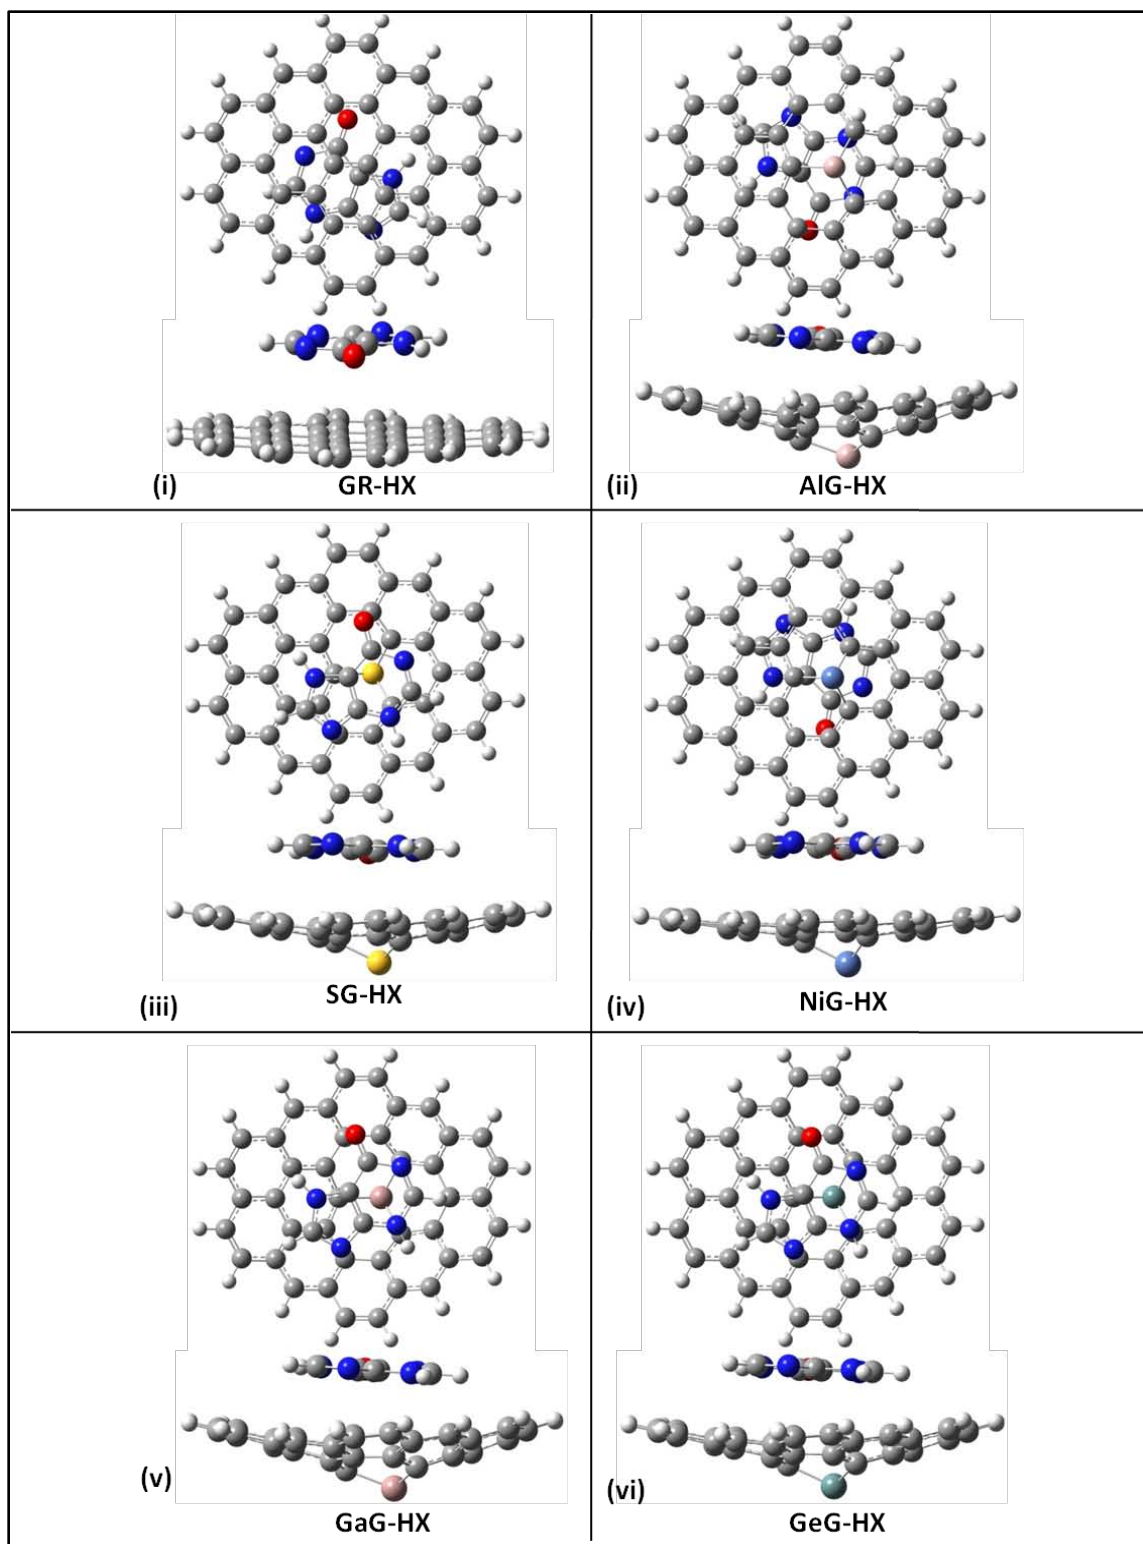 (i) GR-HX
(ii) AlG-HX
(iii) SG-HX
(iv) NiG-HX
(v) GaG-HX
(vi) GeG-HX